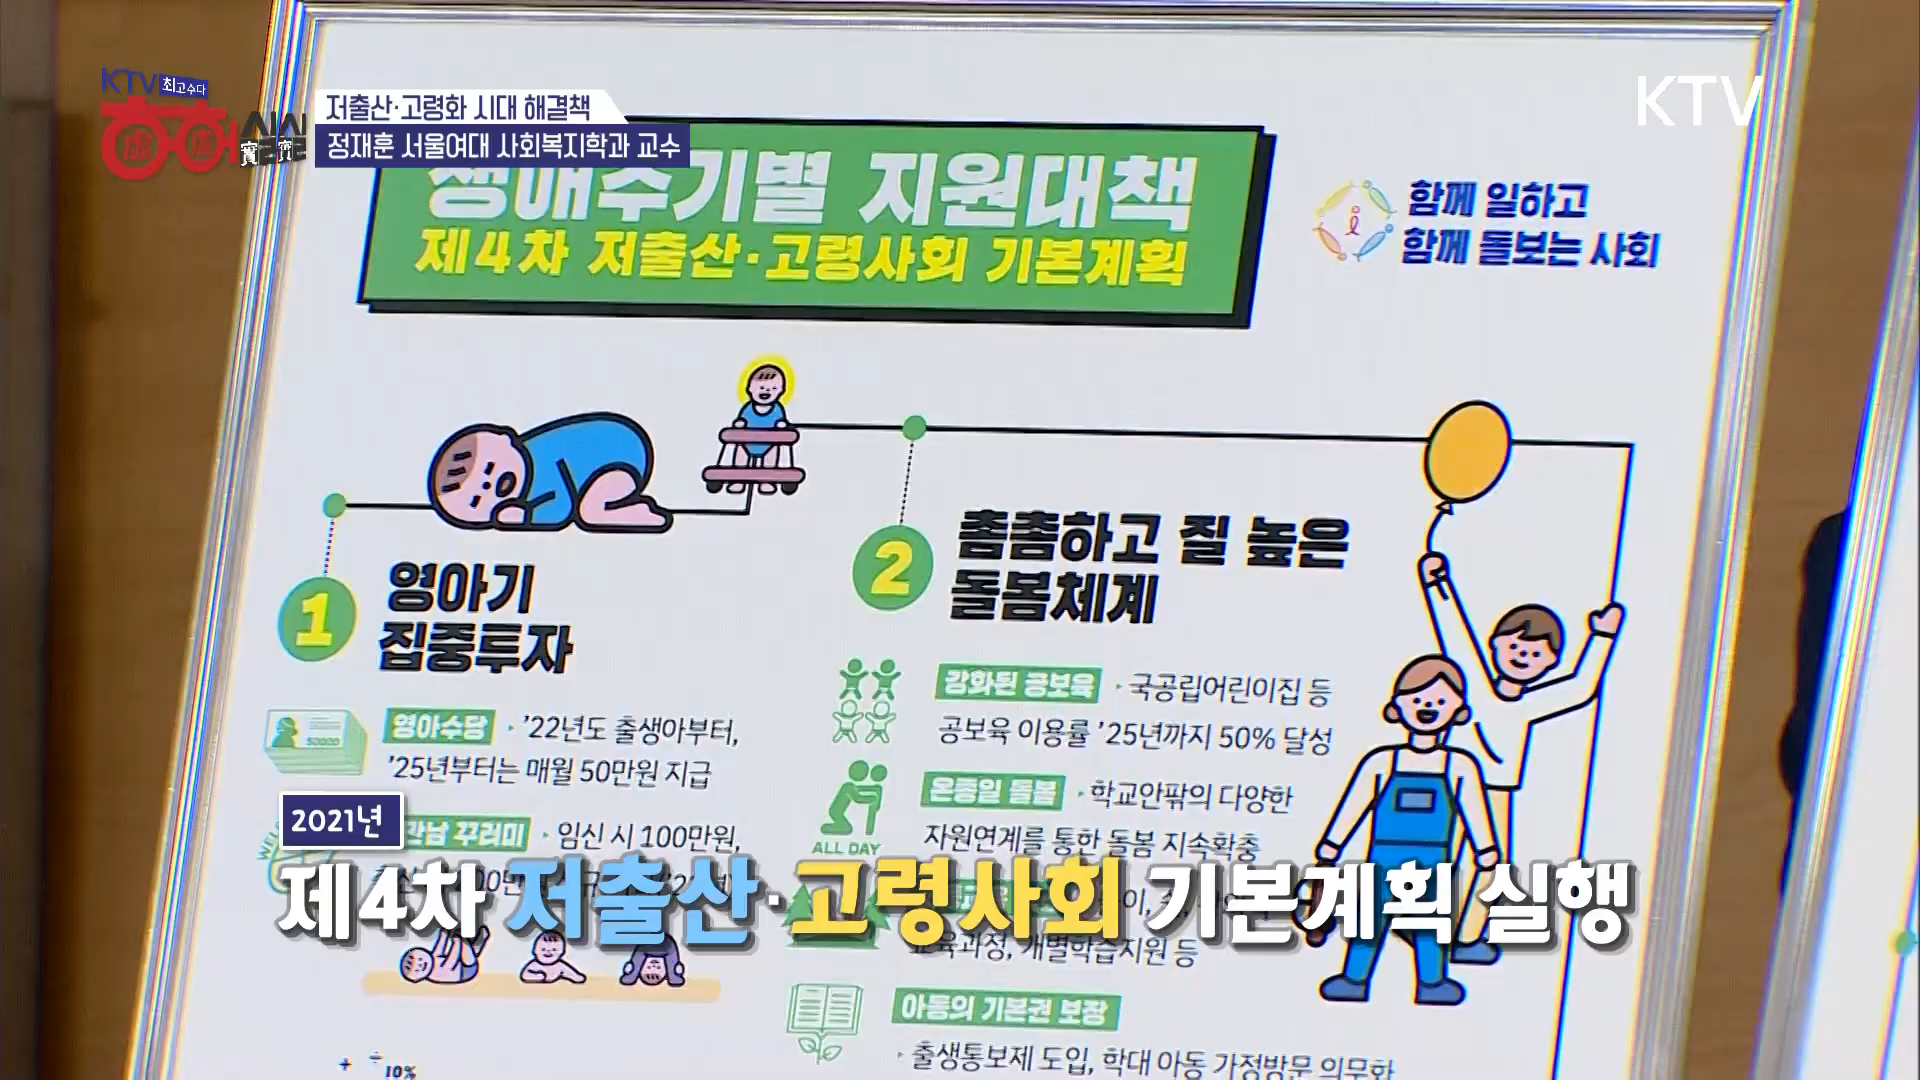 KTV 최고수다
허허실실
虛 虛 實 實
저출산·고령화 시대 해결책
정재훈 서울여대 사회복지학과 교수
KTV
생애주기별 지원대책
제4차 저출산·고령사회 기본계획
함께 일하고
함께 돌보는 사회
1 영아기
집중투자
영아수당 · '22년도 출생아부터,
'25년부터는 매월 50만원 지급
꾸러미 · 임신 시 100만원,
2 촘촘하고 질 높은
돌봄체계
강화된 공보육 · 국공립어린이집 등
공보육 이용률 '25년까지 50% 달성
온종일 돌봄 · 학교안팎의 다양한
자원연계를 통한 돌봄 지속확충
ALL DAY
교육과정, 개별학습지원 등
아동의 기본권 보장
· 출생통보제 도입, 학대 아동 가정방문 의무화
10%
2021년
제4차 저출산·고령사회 기본계획 실행